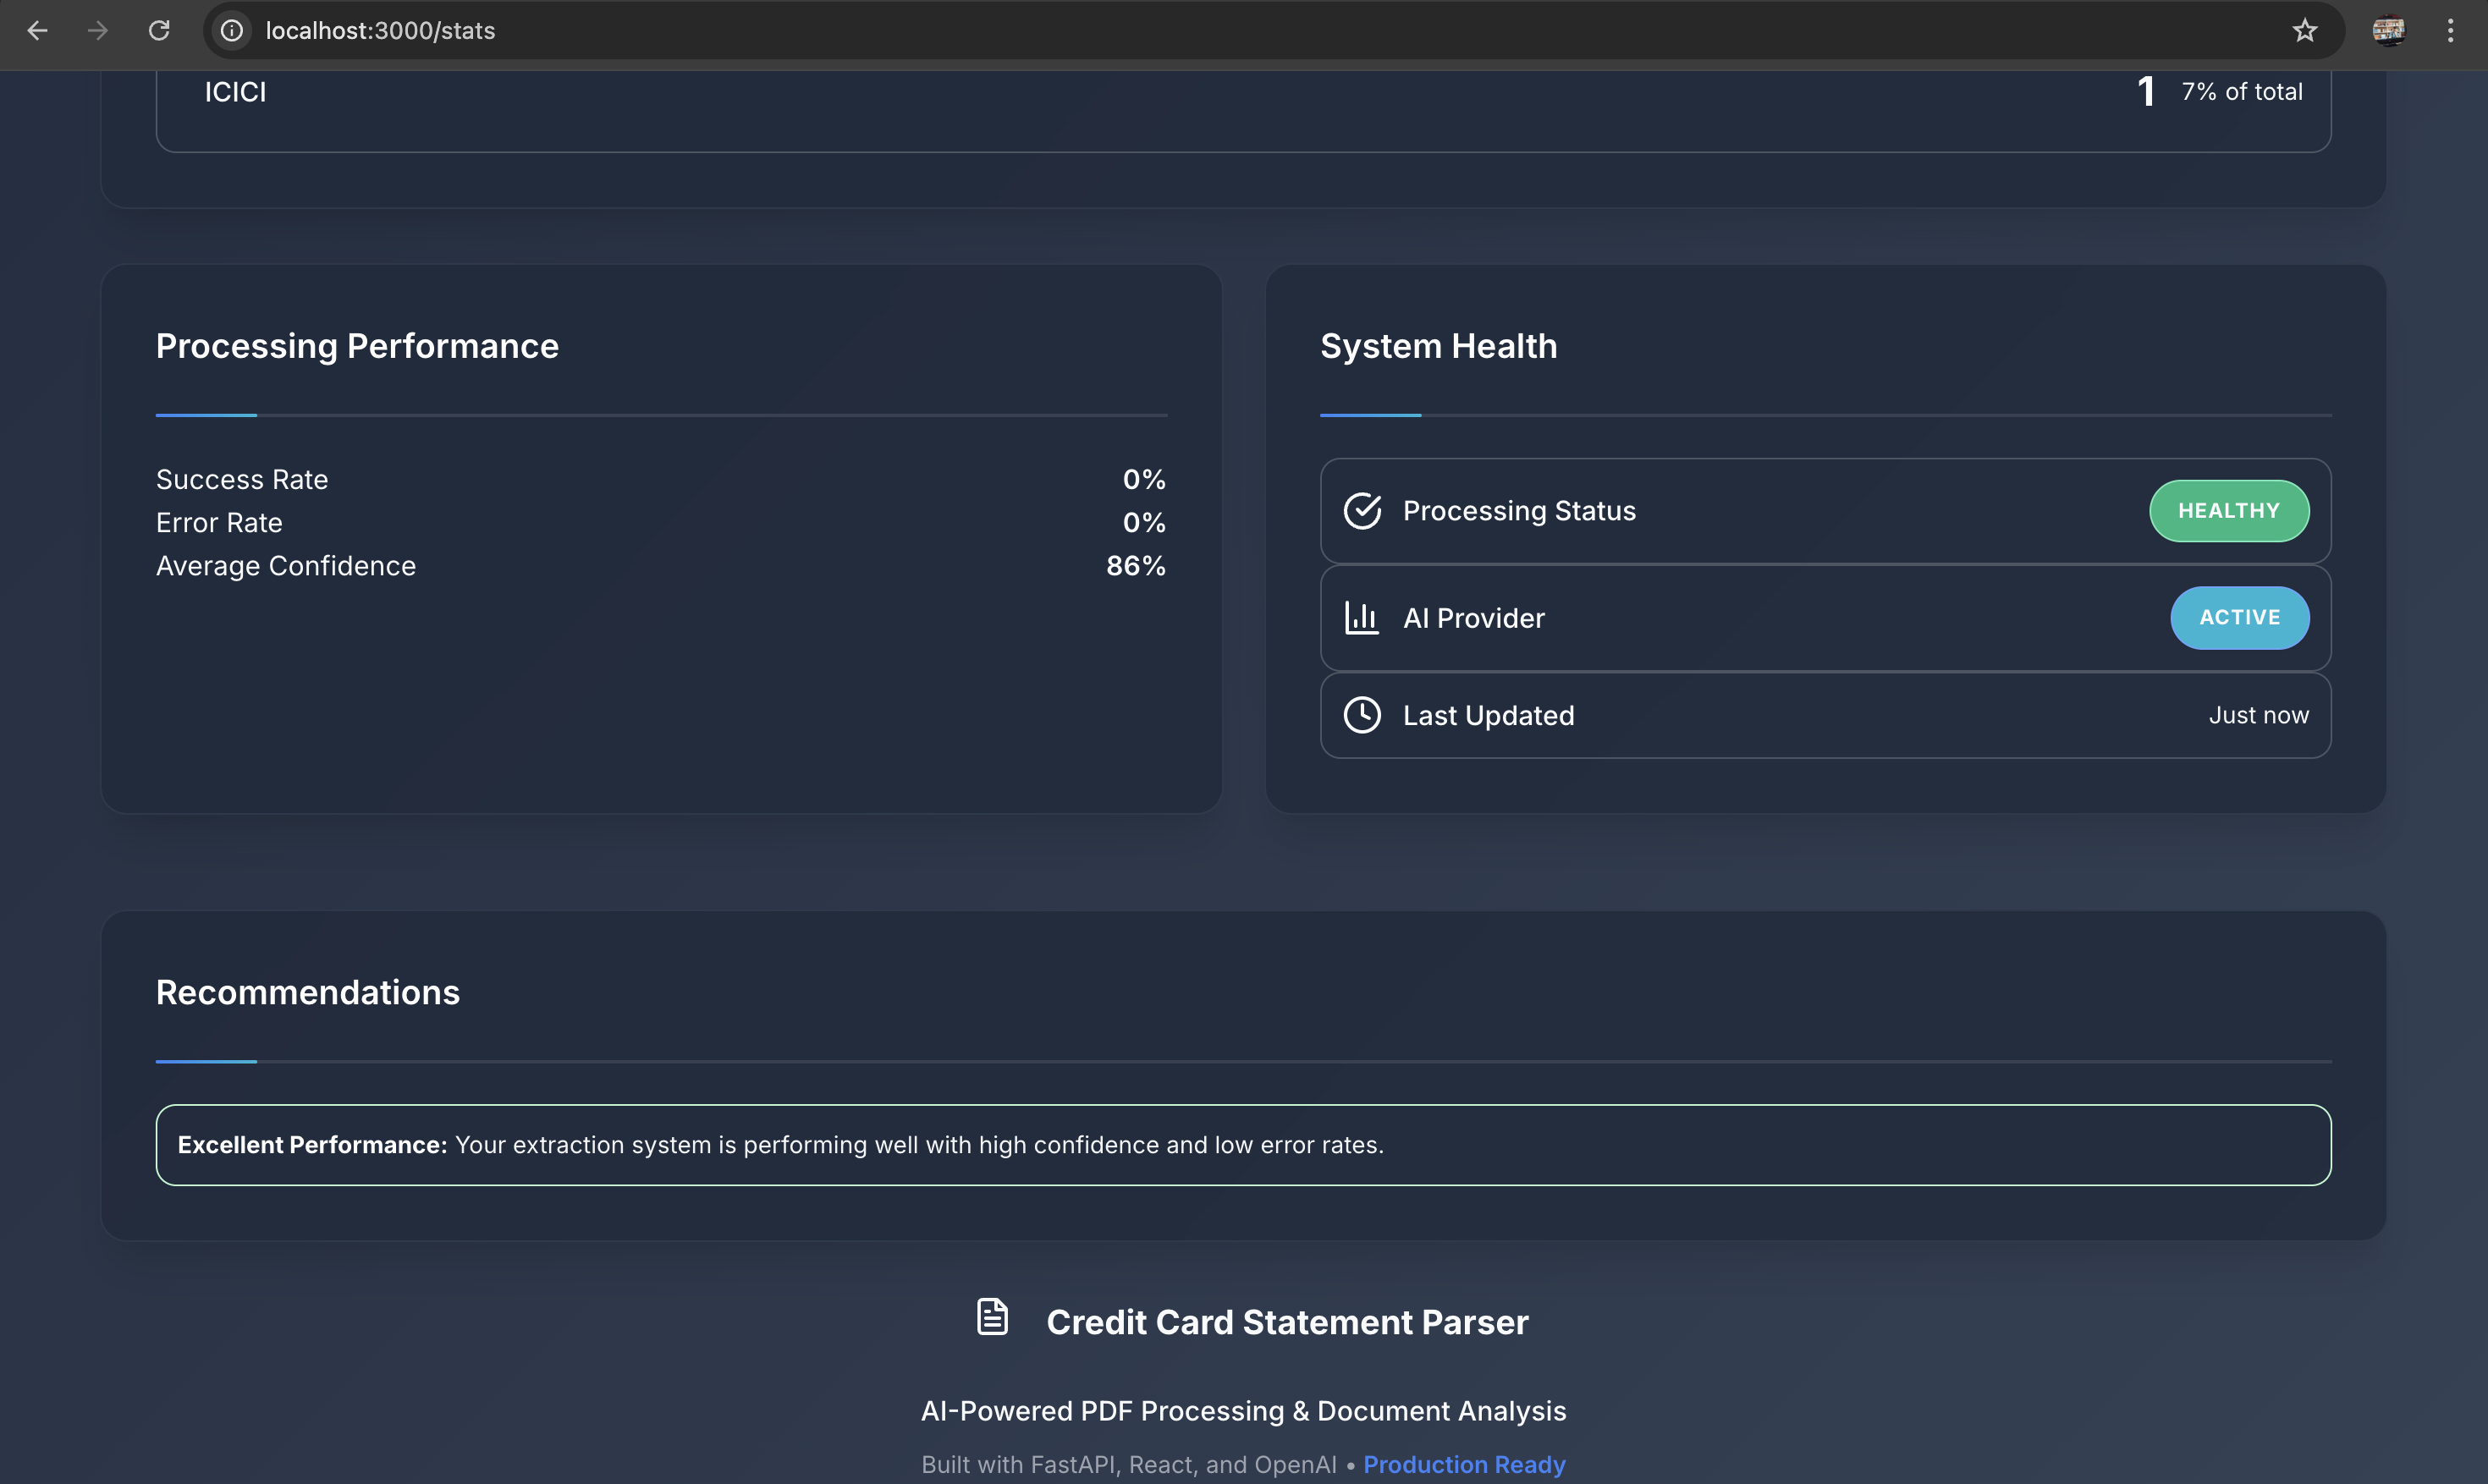 localhost:3000/stats
ICICI 1 7% of total
Processing Performance
Success Rate 0%
Error Rate 0%
Average Confidence 86%
System Health
Processing Status HEALTHY
AI Provider ACTIVE
Last Updated Just now
Recommendations
Excellent Performance: Your extraction system is performing well with high confidence and low error rates.
Credit Card Statement Parser
AI-Powered PDF Processing & Document Analysis
Built with FastAPI, React, and OpenAI • Production Ready